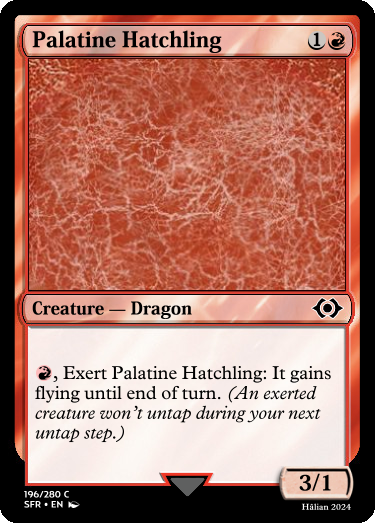 Palatine Hatchling 1
Creature — Dragon
, Exert Palatine Hatchling: It gains
flying until end of turn. (An exerted
creature won't untap during your next
untap step.)
3/1
196/280 C
SFR • EN
Hālian 2024